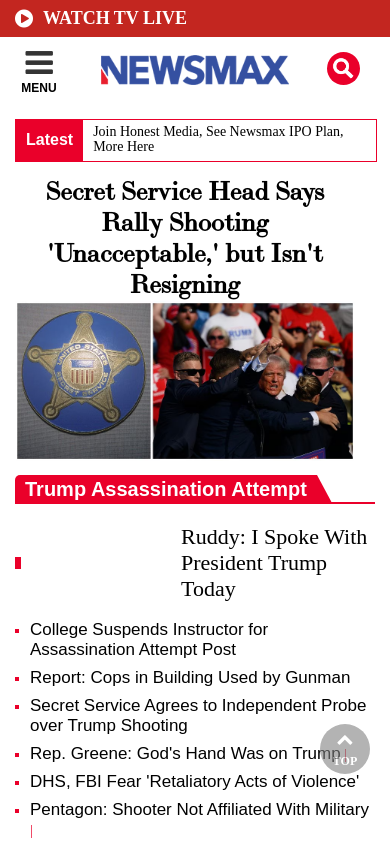 WATCH TV LIVE
MENU
NEWSMAX
Latest
Join Honest Media, See Newsmax IPO Plan,
More Here
Secret Service Head Says
Rally Shooting
'Unacceptable,' but Isn't
Resigning
UNITED STATES
TRUMP
Trump Assassination Attempt
Ruddy: I Spoke With
President Trump
Today
College Suspends Instructor for
Assassination Attempt Post
Report: Cops in Building Used by Gunman
Secret Service Agrees to Independent Probe
over Trump Shooting
Rep. Greene: God's Hand Was on Trump |
TOP
DHS, FBI Fear 'Retaliatory Acts of Violence'
Pentagon: Shooter Not Affiliated With Military
|